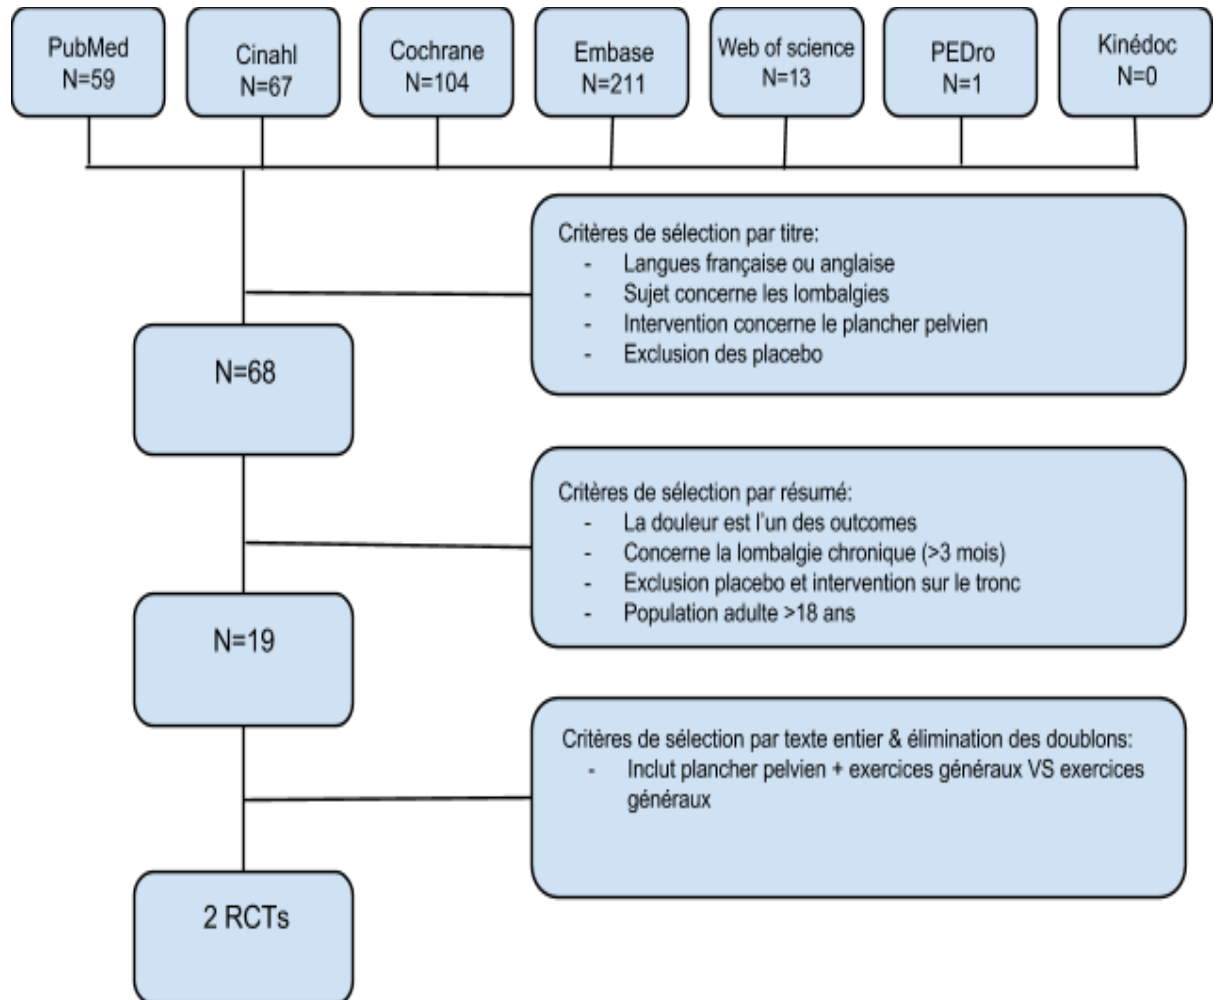 PubMed
N=59
Cinahl
N=67
Cochrane
N=104
Embase
N=211
Web of science
N=13
PEDro
N=1
Kinédoc
N=0
Critères de sélection par titre:
- Langues française ou anglaise
- Sujet concerne les lombalgies
- Intervention concerne le plancher pelvien
- Exclusion des placebo
N=68
Critères de sélection par résumé:
- La douleur est l'un des outcomes
- Concerne la lombalgie chronique (>3 mois)
- Exclusion placebo et intervention sur le tronc
- Population adulte >18 ans
N=19
Critères de sélection par texte entier & élimination des doublons:
- Inclut plancher pelvien + exercices généraux VS exercices
généraux
2 RCTs